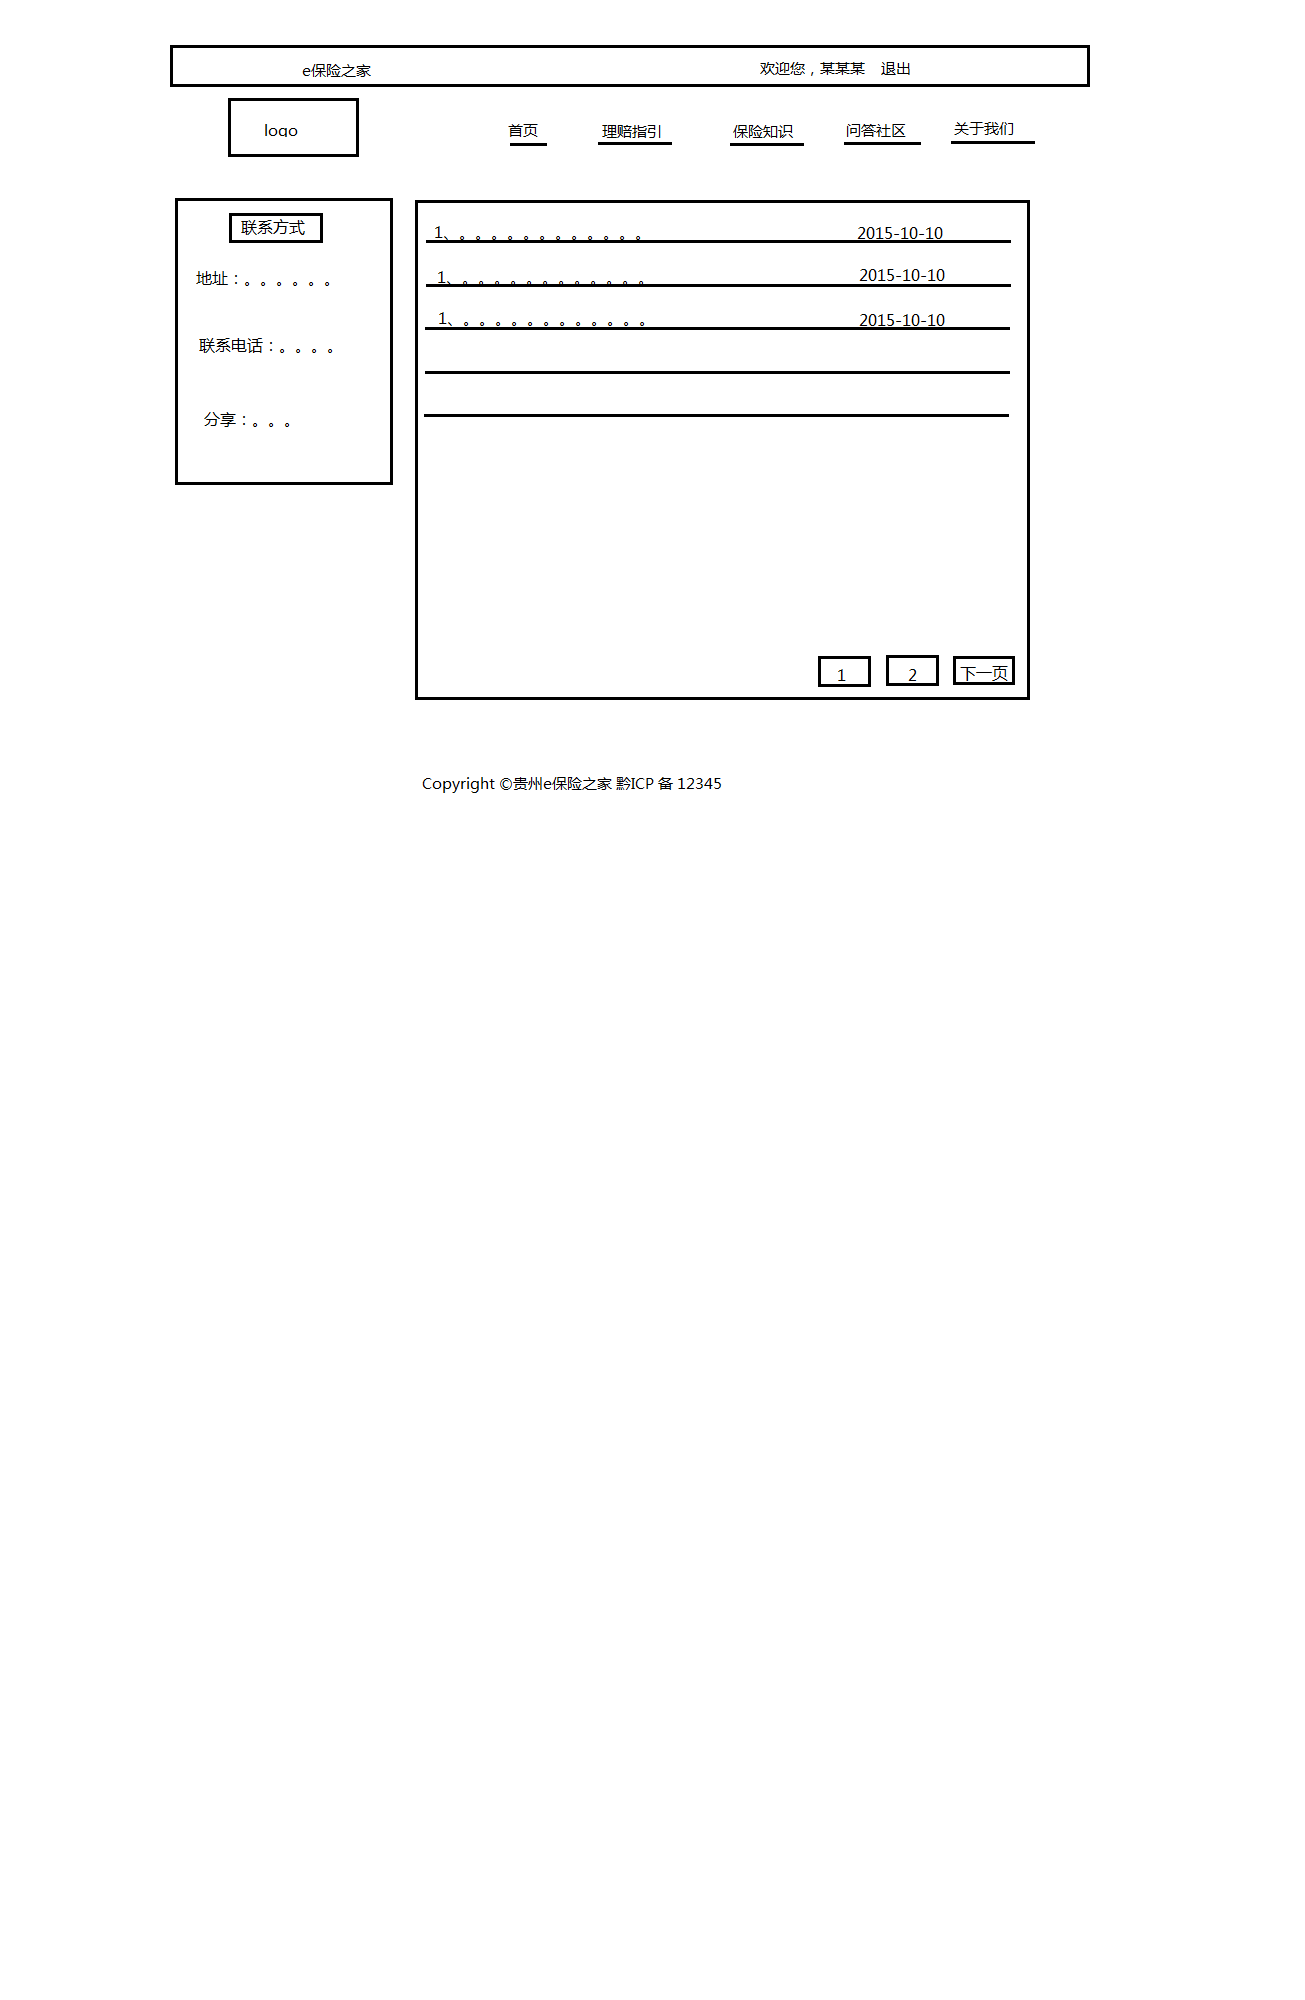 e保险之家 欢迎您，某某某 退出
logo 首页 理赔指引 保险知识 问答社区 关于我们
联系方式
地址：。。。。。。
联系电话：。。。。
分享：。。。
1、。。。。。。。。。。。。 2015-10-10
1、。。。。。。。。。。。。 2015-10-10
1、。。。。。。。。。。。。 2015-10-10
1 2 下一页
Copyright ©贵州e保险之家 黔ICP 备 12345